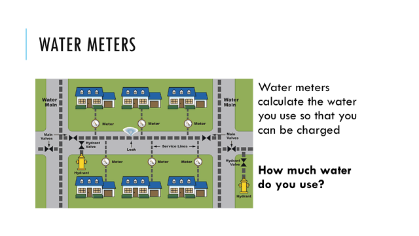 WATER METERS
Water
Main
Water
Main
Meter
Meter
Meter
Main
Valves
Hydrant
Valve
Leak
Service Lines
Main
Valves
Meter
Meter
Meter
Hydrant
Hydrant
Valve
Hydrant
Water meters
calculate the water
you use so that you
can be charged
How much water
do you use?